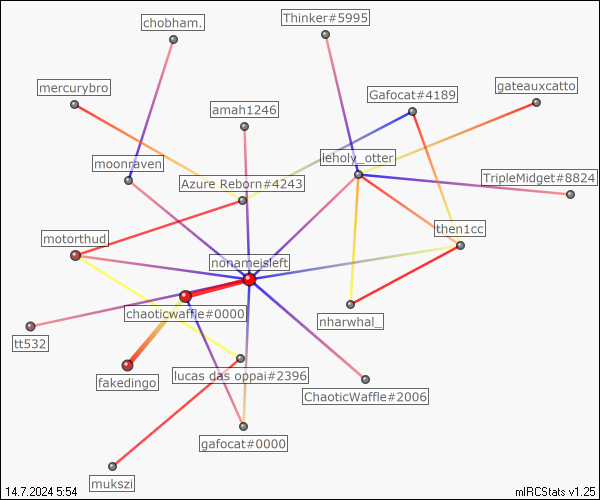 Thinker#5995
chobham.
mercurybro
Gafocat#4189
gateauxcatto
amah1246
moonraven
leholy_otter
Azure Reborn#4243
TripleMidget#8824
then1cc
motorthud
nonameisleft
chaoticwaffle#0000
nharwhal_
tt532
fakedingo
lucas das oppai#2396
ChaoticWaffle#2006
gafocat#0000
mukszi
14.7.2024 5:54
mIRCStats v1.25